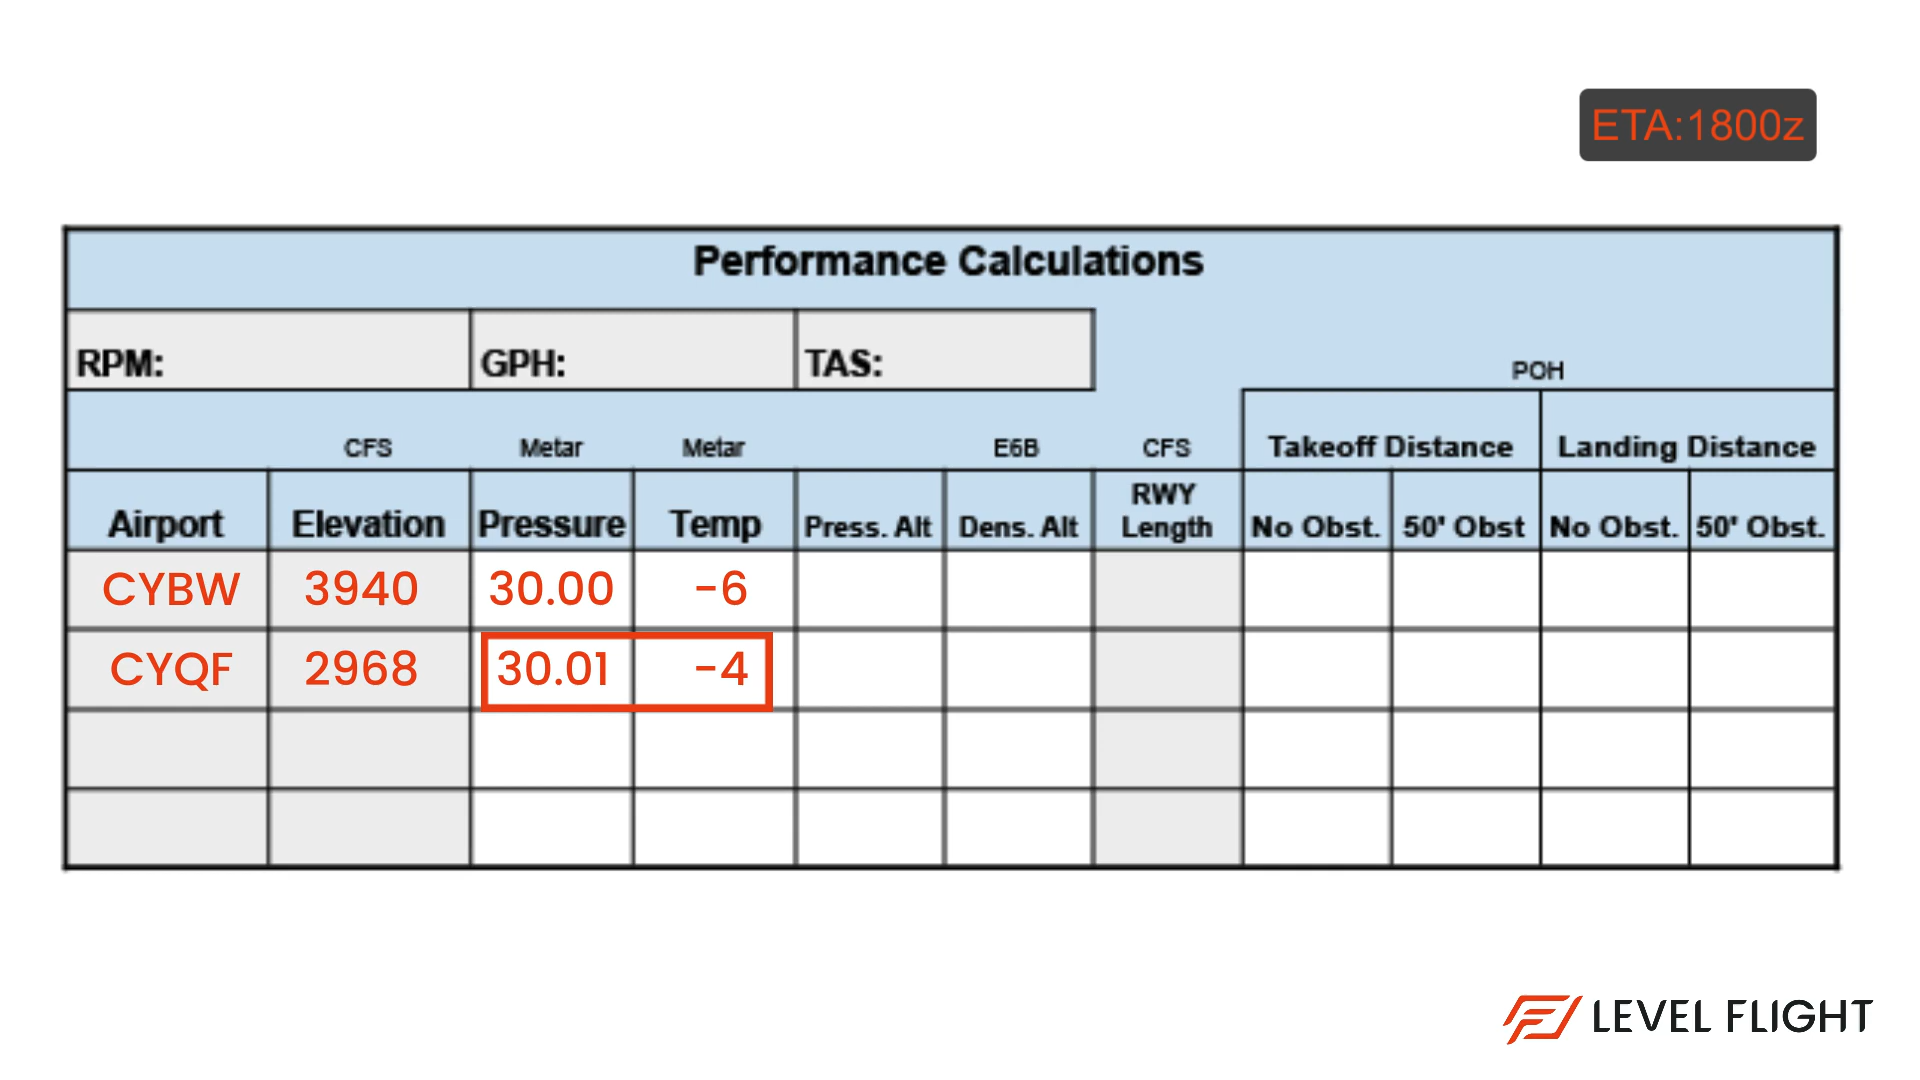 ETA:1800z
Performance Calculations
RPM: GPH: TAS:
POH
CFS Metar Metar E6B CFS Takeoff Distance Landing Distance
Airport Elevation Pressure Temp Press. Alt Dens. Alt RWY Length No Obst. 50' Obst No Obst. 50' Obst.
CYBW 3940 30.00 -6
CYQF 2968 30.01 -4
LEVEL FLIGHT